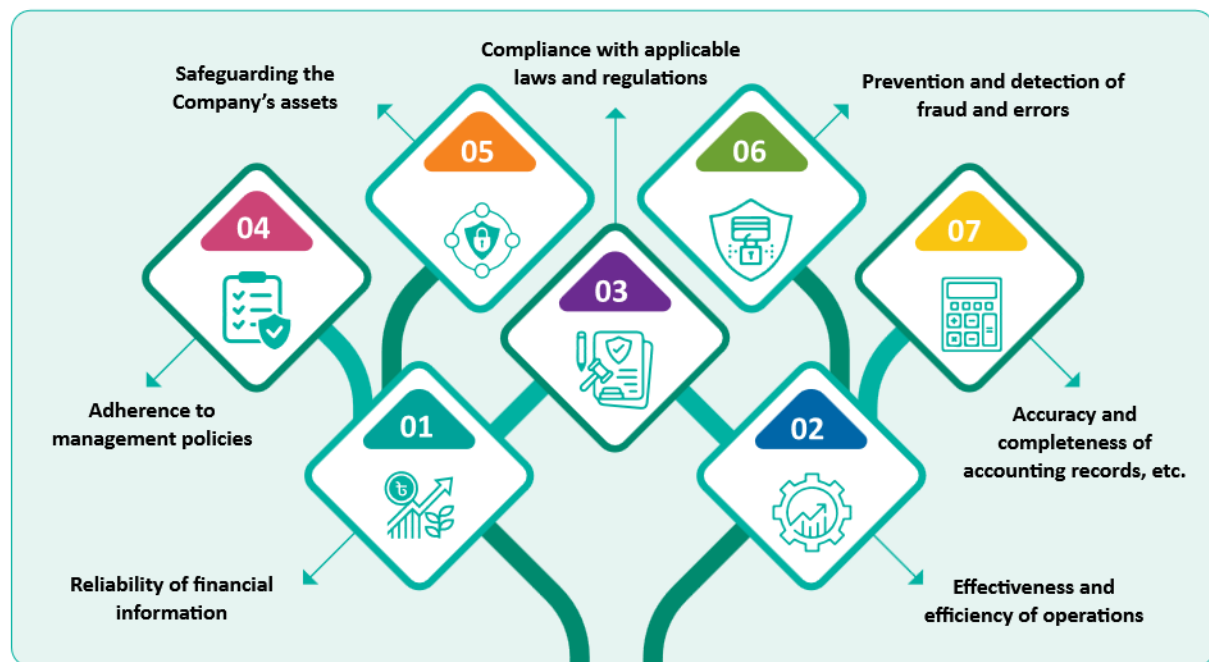 Compliance with applicable
laws and regulations
Safeguarding the
Company's assets
Prevention and detection of
fraud and errors
05
06
04
07
03
Adherence to
management policies
01
02
Accuracy and
completeness of
accounting records, etc.
৳
Reliability of financial
information
Effectiveness and
efficiency of operations